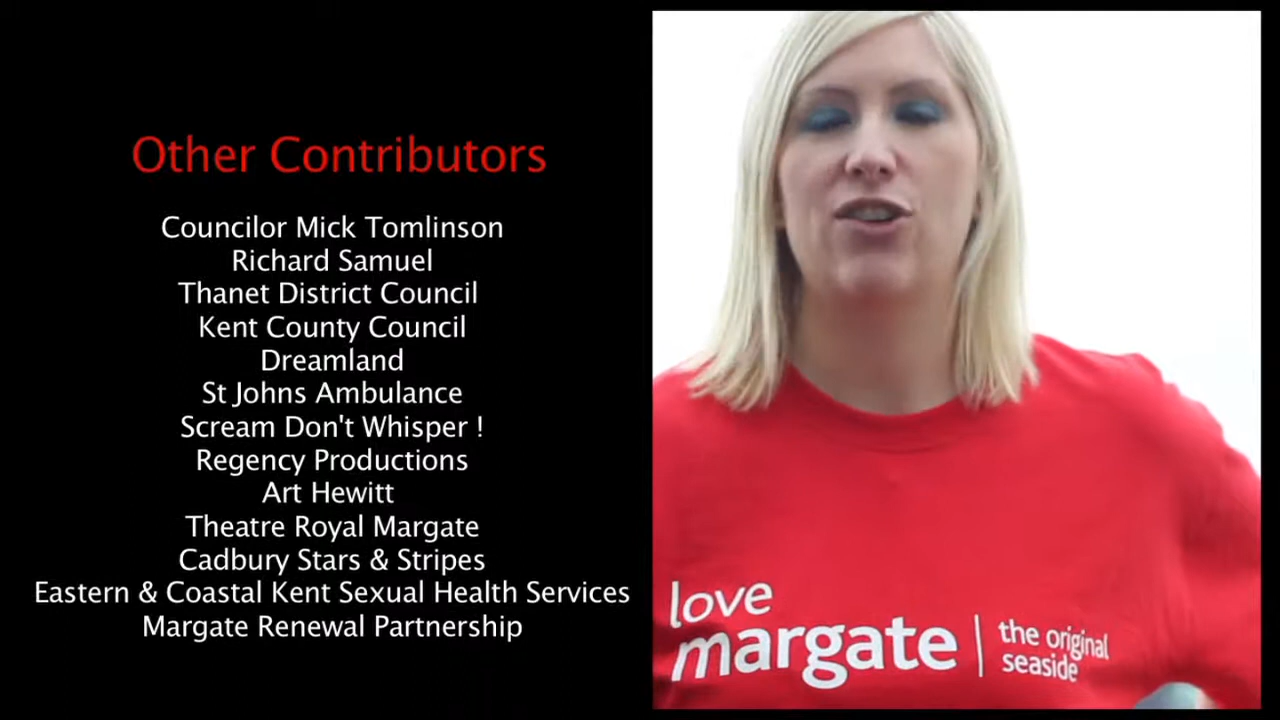 Other Contributors
Councilor Mick Tomlinson
Richard Samuel
Thanet District Council
Kent County Council
Dreamland
St Johns Ambulance
Scream Don't Whisper !
Regency Productions
Art Hewitt
Theatre Royal Margate
Cadbury Stars & Stripes
Eastern & Coastal Kent Sexual Health Services
Margate Renewal Partnership
love
margate | the original
seaside